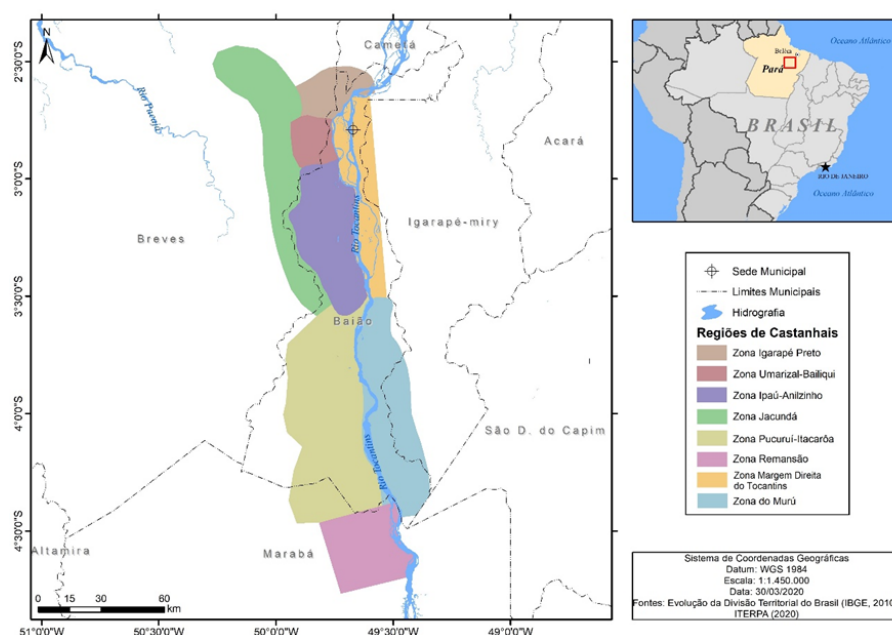 N
2°30'0"S
3°0'0"S
3°30'0"S
4°0'0"S
4°30'0"S
51°0'0"W
50°30'0"W
50°0'0"W
49°30'0"W
49°0'0"W
Cametá
Acará
Igarapé-miry
Breves
Baião
São D. do Capim
Altamira
Marabá
Rio Tocantins
Rio Tocantins
0 15 30 60
km
Oceano Atlântico
Pará
BRASIL
RIO DE JANEIRO
Oceano Atlântico
Sede Municipal
Limites Municipais
Hidrografia
Regiões de Castanhais
Zona Igarapé Preto
Zona Umarizal-Bailiqui
Zona Ipaú-Anilzinho
Zona Jacundá
Zona Pucuruí-Itacarôa
Zona Remansão
Zona Margem Direita
do Tocantins
Zona do Murú
Sistema de Coordenadas Geográficas
Datum: WGS 1984
Escala: 1:1.450.000
Data: 30/03/2020
Fontes: Evolução da Divisão Territorial do Brasil (IBGE, 2010
ITERPA (2020)